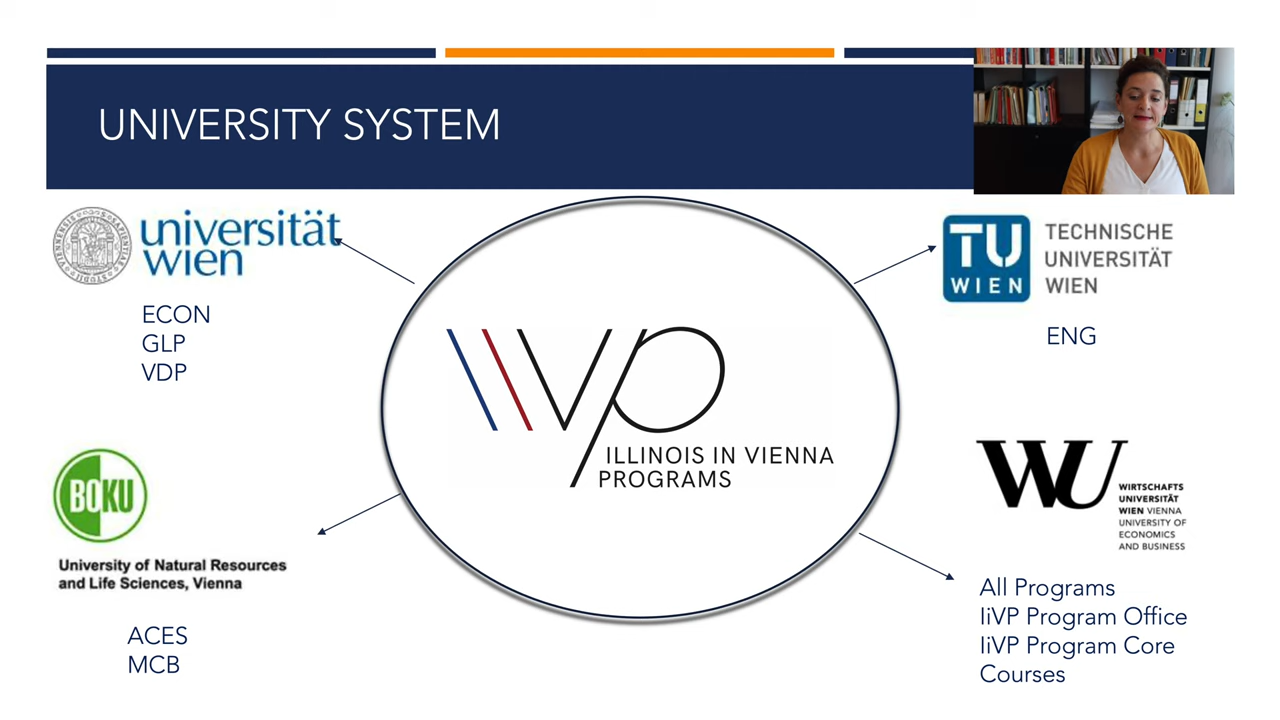 UNIVERSITY SYSTEM
universität
wien
ECON
GLP
VDP
TU
WIEN
TECHNISCHE
UNIVERSITÄT
WIEN
ENG
IIVP
ILLINOIS IN VIENNA
PROGRAMS
BOKU
University of Natural Resources
and Life Sciences, Vienna
ACES
MCB
WU
WIRTSCHAFTS
UNIVERSITÄT
WIEN VIENNA
UNIVERSITY OF
ECONOMICS
AND BUSINESS
All Programs
IiVP Program Office
IiVP Program Core
Courses